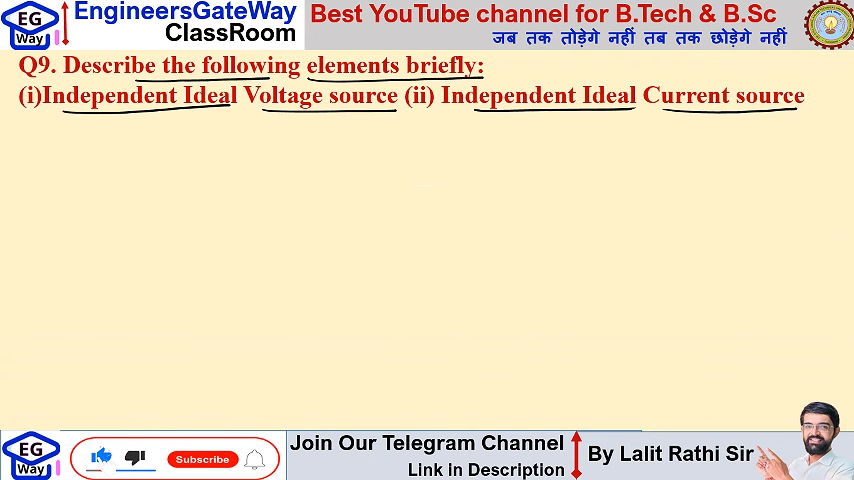 EG
Way
EngineersGateWay
ClassRoom
Best YouTube channel for B.Tech & B.Sc
जब तक तोड़ेगे नहीं तब तक छोड़ेगे नहीं
Q9. Describe the following elements briefly:
(i)Independent Ideal Voltage source (ii) Independent Ideal Current source
EG
Way
Subscribe
Join Our Telegram Channel
Link in Description
By Lalit Rathi Sir